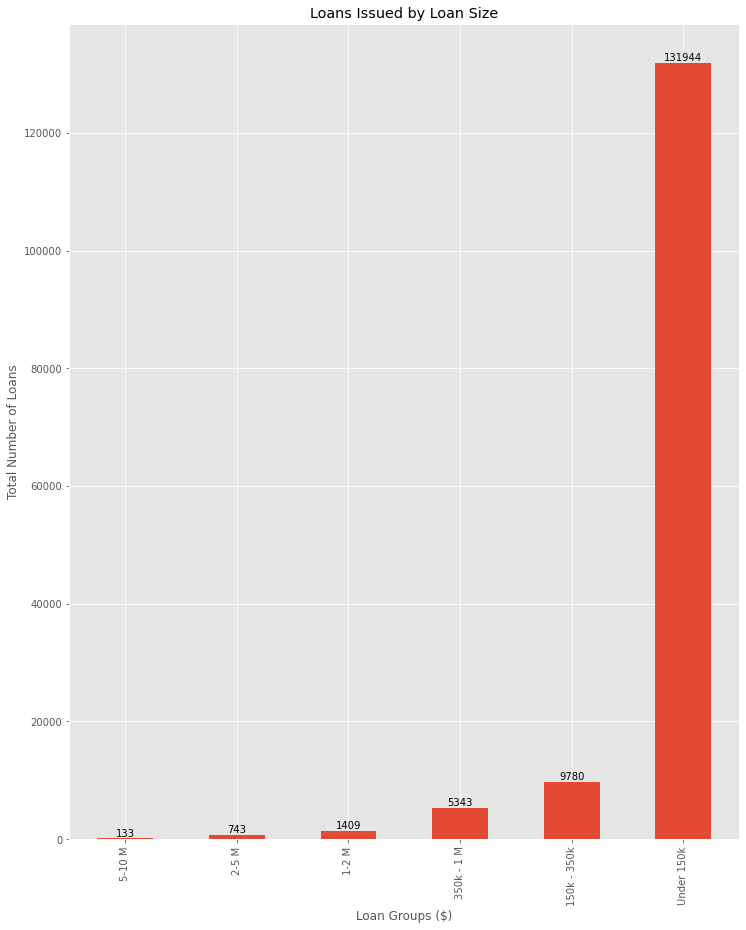 Loans Issued by Loan Size
131944
120000
100000
80000
Total Number of Loans
60000
40000
20000
9780
5343
1409
743
133
0
5-10 M
2-5 M
1-2 M
350k - 1 M
150k - 350k
Under 150k
Loan Groups ($)